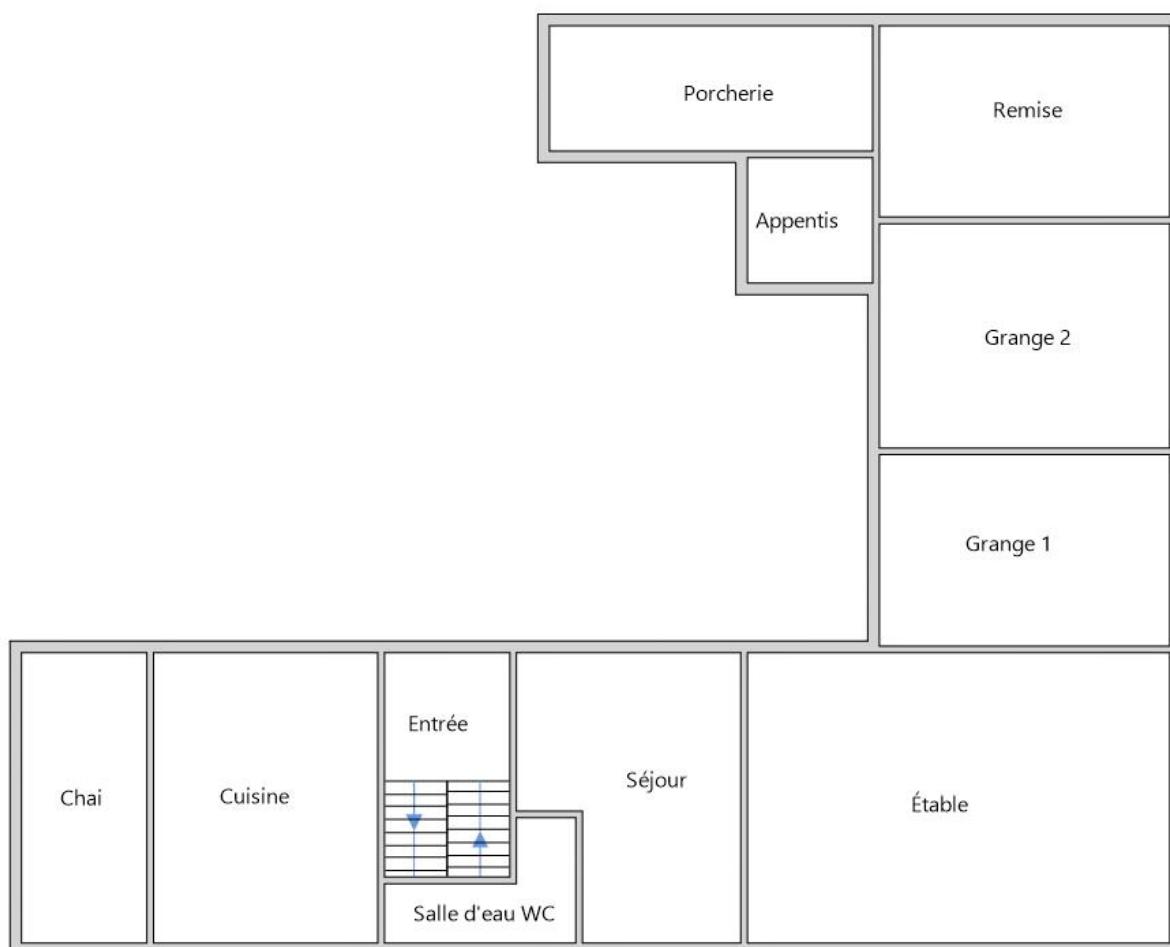 Porcherie
Remise
Appentis
Grange 2
Grange 1
Entrée
Chai
Cuisine
Séjour
Étable
Salle d'eau WC